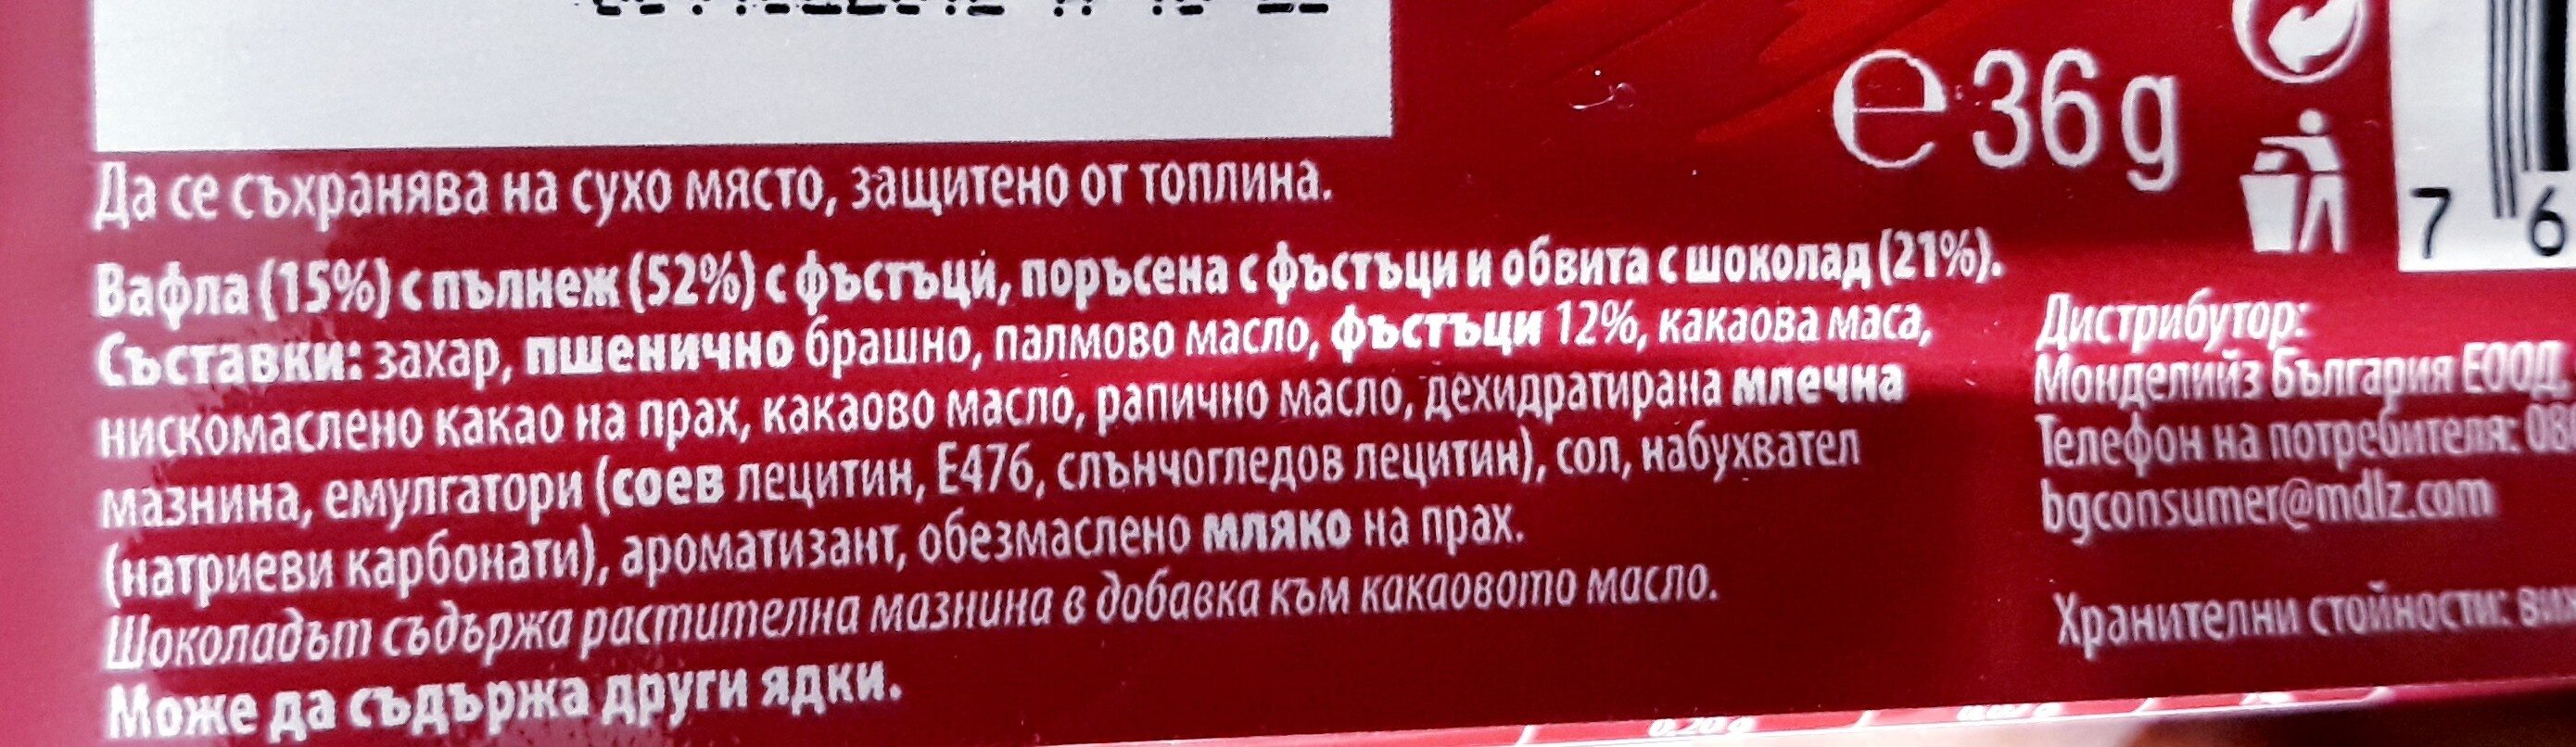 Да се съхранява на сухо място, защитено от топлина.
℮ 36 g
Вафла (15%) с пълнеж (52%) с фъстъци, поръсена с фъстъци и обвита с шоколад (21%).
Съставки: захар, пшенично брашно, палмово масло, фъстъци 12%, какаова маса,
нискомаслено какао на прах, какаово масло, рапично масло, дехидратирана млечна
мазнина, емулгатори (соев лецитин, Е476, слънчогледов лецитин), сол, набухвател
(натриеви карбонати), ароматизант, обезмаслено мляко на прах.
Шоколадът съдържа растителна мазнина в добавка към какаовото масло.
Може да съдържа други ядки.
7 6
Дистрибутор:
Монделийз България ЕООД
Телефон на потребителя: 08
bgconsumer@mdlz.com
Хранителни стойности: